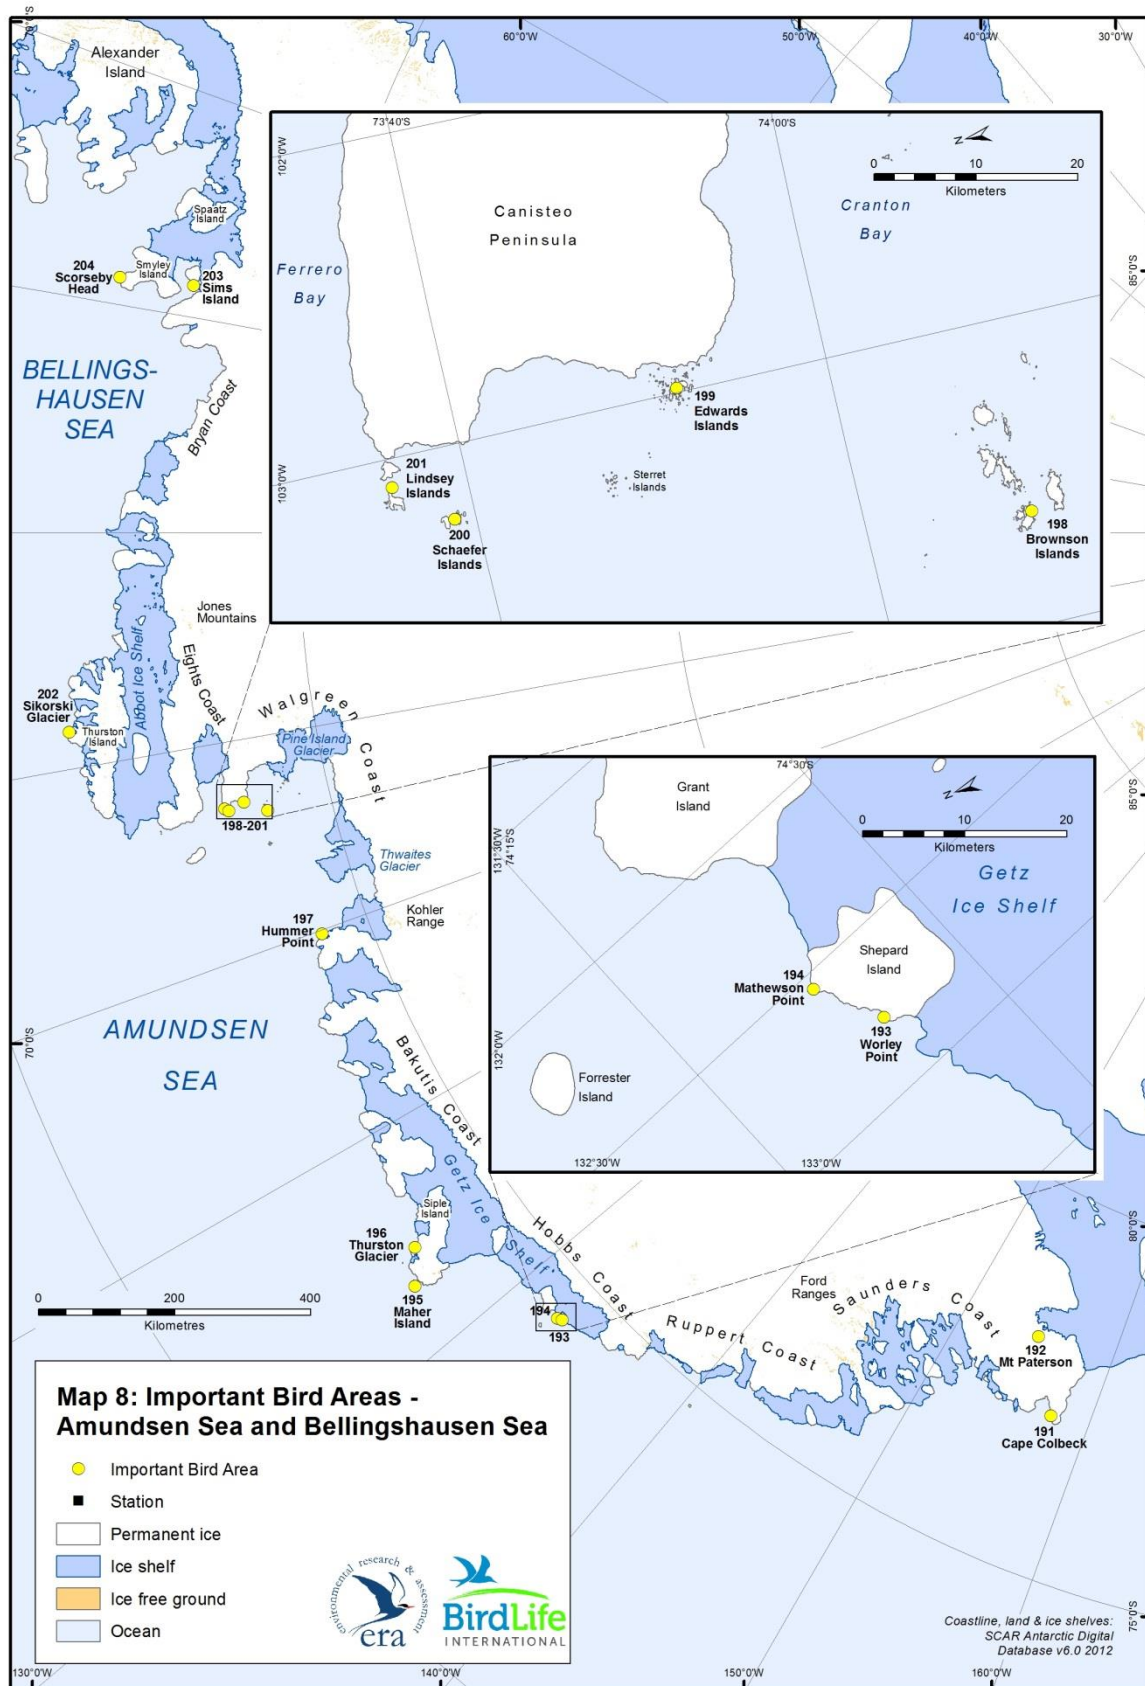 60°0'W
50°0'W
40°0'W
30°0'W
Alexander
Island
Spaatz
Island
Smyley
Island
204
Scorseby
Head
203
Sims
Island
BELLINGS-
HAUSEN
SEA
Bryan Coast
73°40'S
74°00'S
102°0'W
103°0'W
N
0 10 20
Kilometers
Canisteo
Peninsula
Cranton
Bay
Ferrero
Bay
199
Edwards
Islands
201
Lindsey
Islands
200
Schaefer
Islands
Sterret
Islands
198
Brownson
Islands
85°0'S
Jones
Mountains
Abbot Ice Shelf
Eights Coast
202
Sikorski
Glacier
Thurston
Island
Walgreen
Coast
Pine Island
Glacier
198-201
Thwaites
Glacier
Kohler
Range
197
Hummer
Point
74°30'S
131°30'W
74°15'S
132°0'W
132°30'W
133°0'W
N
0 10 20
Kilometers
Grant
Island
Getz
Ice Shelf
Shepard
Island
194
Mathewson
Point
193
Worley
Point
Forrester
Island
85°0'S
70°0'S
AMUNDSEN
SEA
Bakutis Coast
Getz Ice
Shelf
Siple
Island
196
Thurston
Glacier
195
Maher
Island
Hobbs
Coast
194
193
Ruppert Coast
Ford
Ranges
Saunders
Coast
80°0'S
192
Mt Paterson
191
Cape Colbeck
0 200 400
Kilometres
Map 8: Important Bird Areas -
Amundsen Sea and Bellingshausen Sea
Important Bird Area
Station
Permanent ice
Ice shelf
Ice free ground
Ocean
environmental research & assessment
era
BirdLife
INTERNATIONAL
Coastline, land & ice shelves:
SCAR Antarctic Digital
Database v6.0 2012
75°0'S
130°0'W
140°0'W
150°0'W
160°0'W